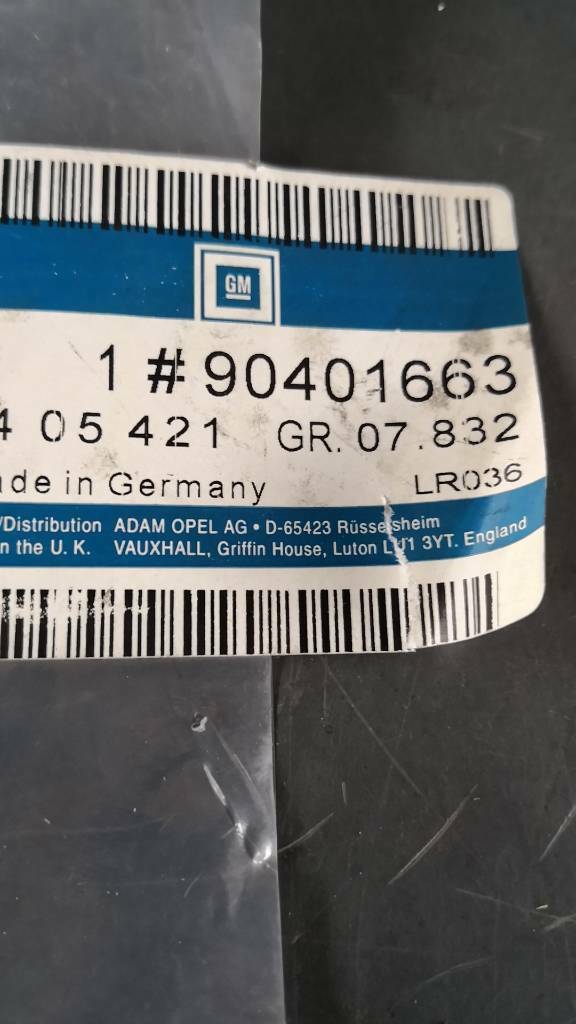 GM
1 # 90401663
4 05 421 GR. 07.832
de in Germany LR036
/Distribution ADAM OPEL AG • D-65423 Rüsselsheim
n the U. K. VAUXHALL, Griffin House, Luton LU1 3YT. England